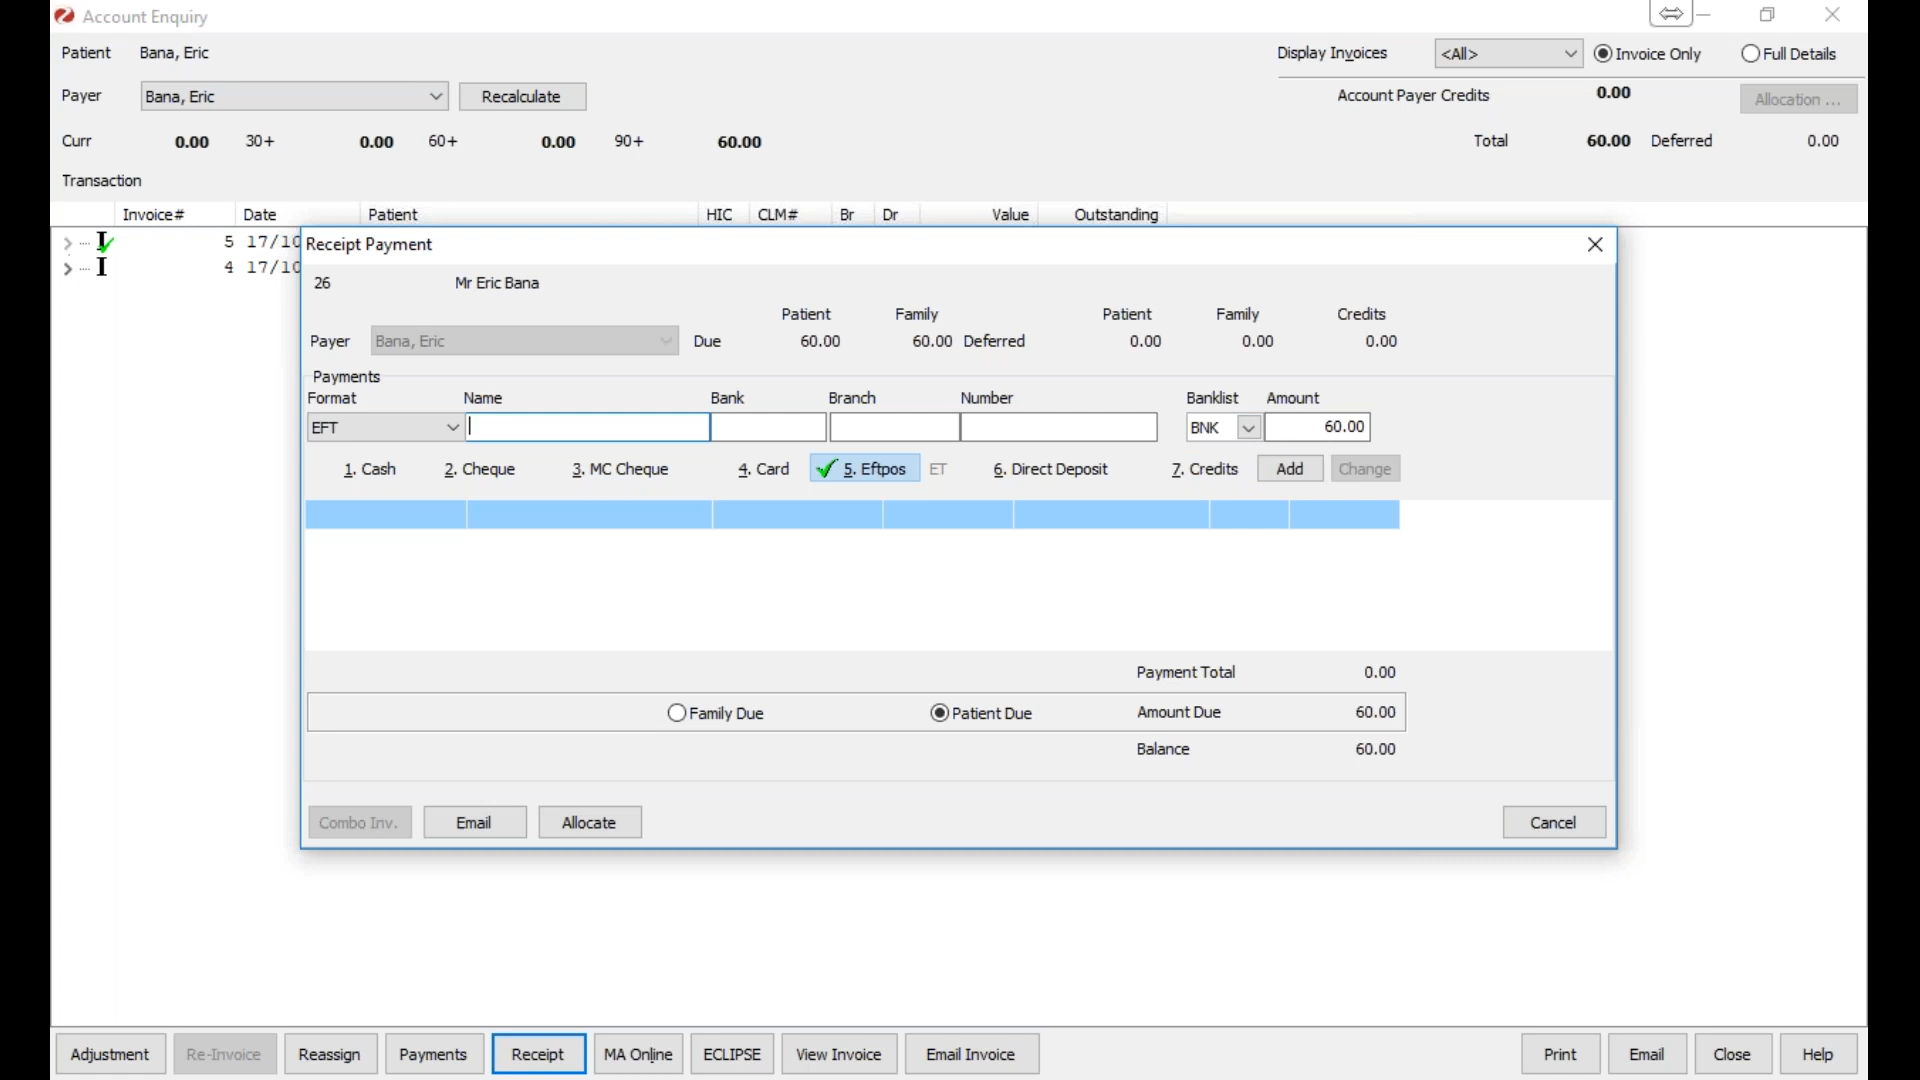 Account Enquiry
Patient Bana, Eric Display Invoices <All> Invoice Only Full Details
Payer Bana, Eric Recalculate Account Payer Credits 0.00 Allocation ...
Curr 0.00 30+ 0.00 60+ 0.00 90+ 60.00 Total 60.00 Deferred 0.00
Transaction
Invoice# Date Patient HIC CLM# Br Dr Value Outstanding
I 5 17/10
I 4 17/10
Receipt Payment
26 Mr Eric Bana
Patient Family Patient Family Credits
Payer Bana, Eric Due 60.00 60.00 Deferred 0.00 0.00 0.00
Payments
Format Name Bank Branch Number Banklist Amount
EFT BNK 60.00
1. Cash 2. Cheque 3. MC Cheque 4. Card 5. Eftpos ET 6. Direct Deposit 7. Credits Add Change
Payment Total 0.00
Family Due Patient Due Amount Due 60.00
Balance 60.00
Combo Inv. Email Allocate Cancel
Adjustment Re-Invoice Reassign Payments Receipt MA Online ECLIPSE View Invoice Email Invoice Print Email Close Help